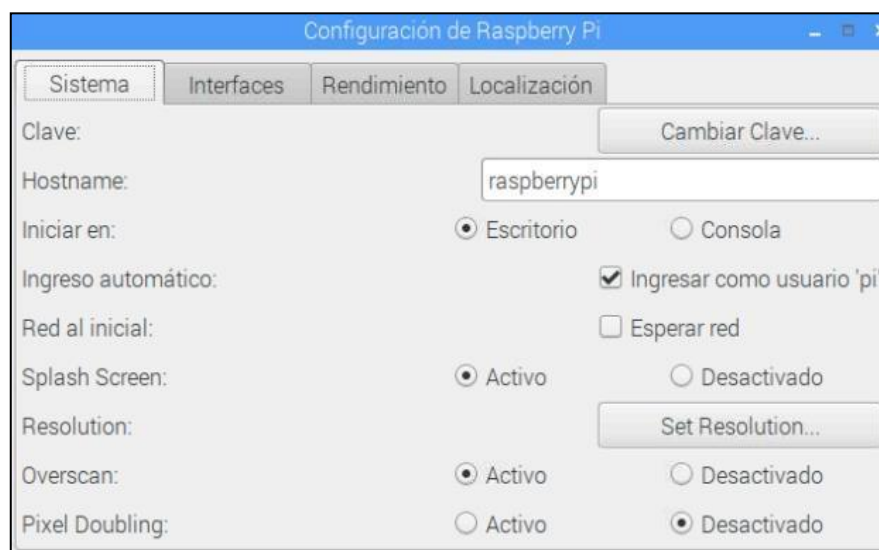 Configuración de Raspberry Pi
Sistema Interfaces Rendimiento Localización
Clave: Cambiar Clave...
Hostname: raspberrypi
Iniciar en: Escritorio Consola
Ingreso automático: Ingresar como usuario 'pi'
Red al inicial: Esperar red
Splash Screen: Activo Desactivado
Resolution: Set Resolution...
Overscan: Activo Desactivado
Pixel Doubling: Activo Desactivado